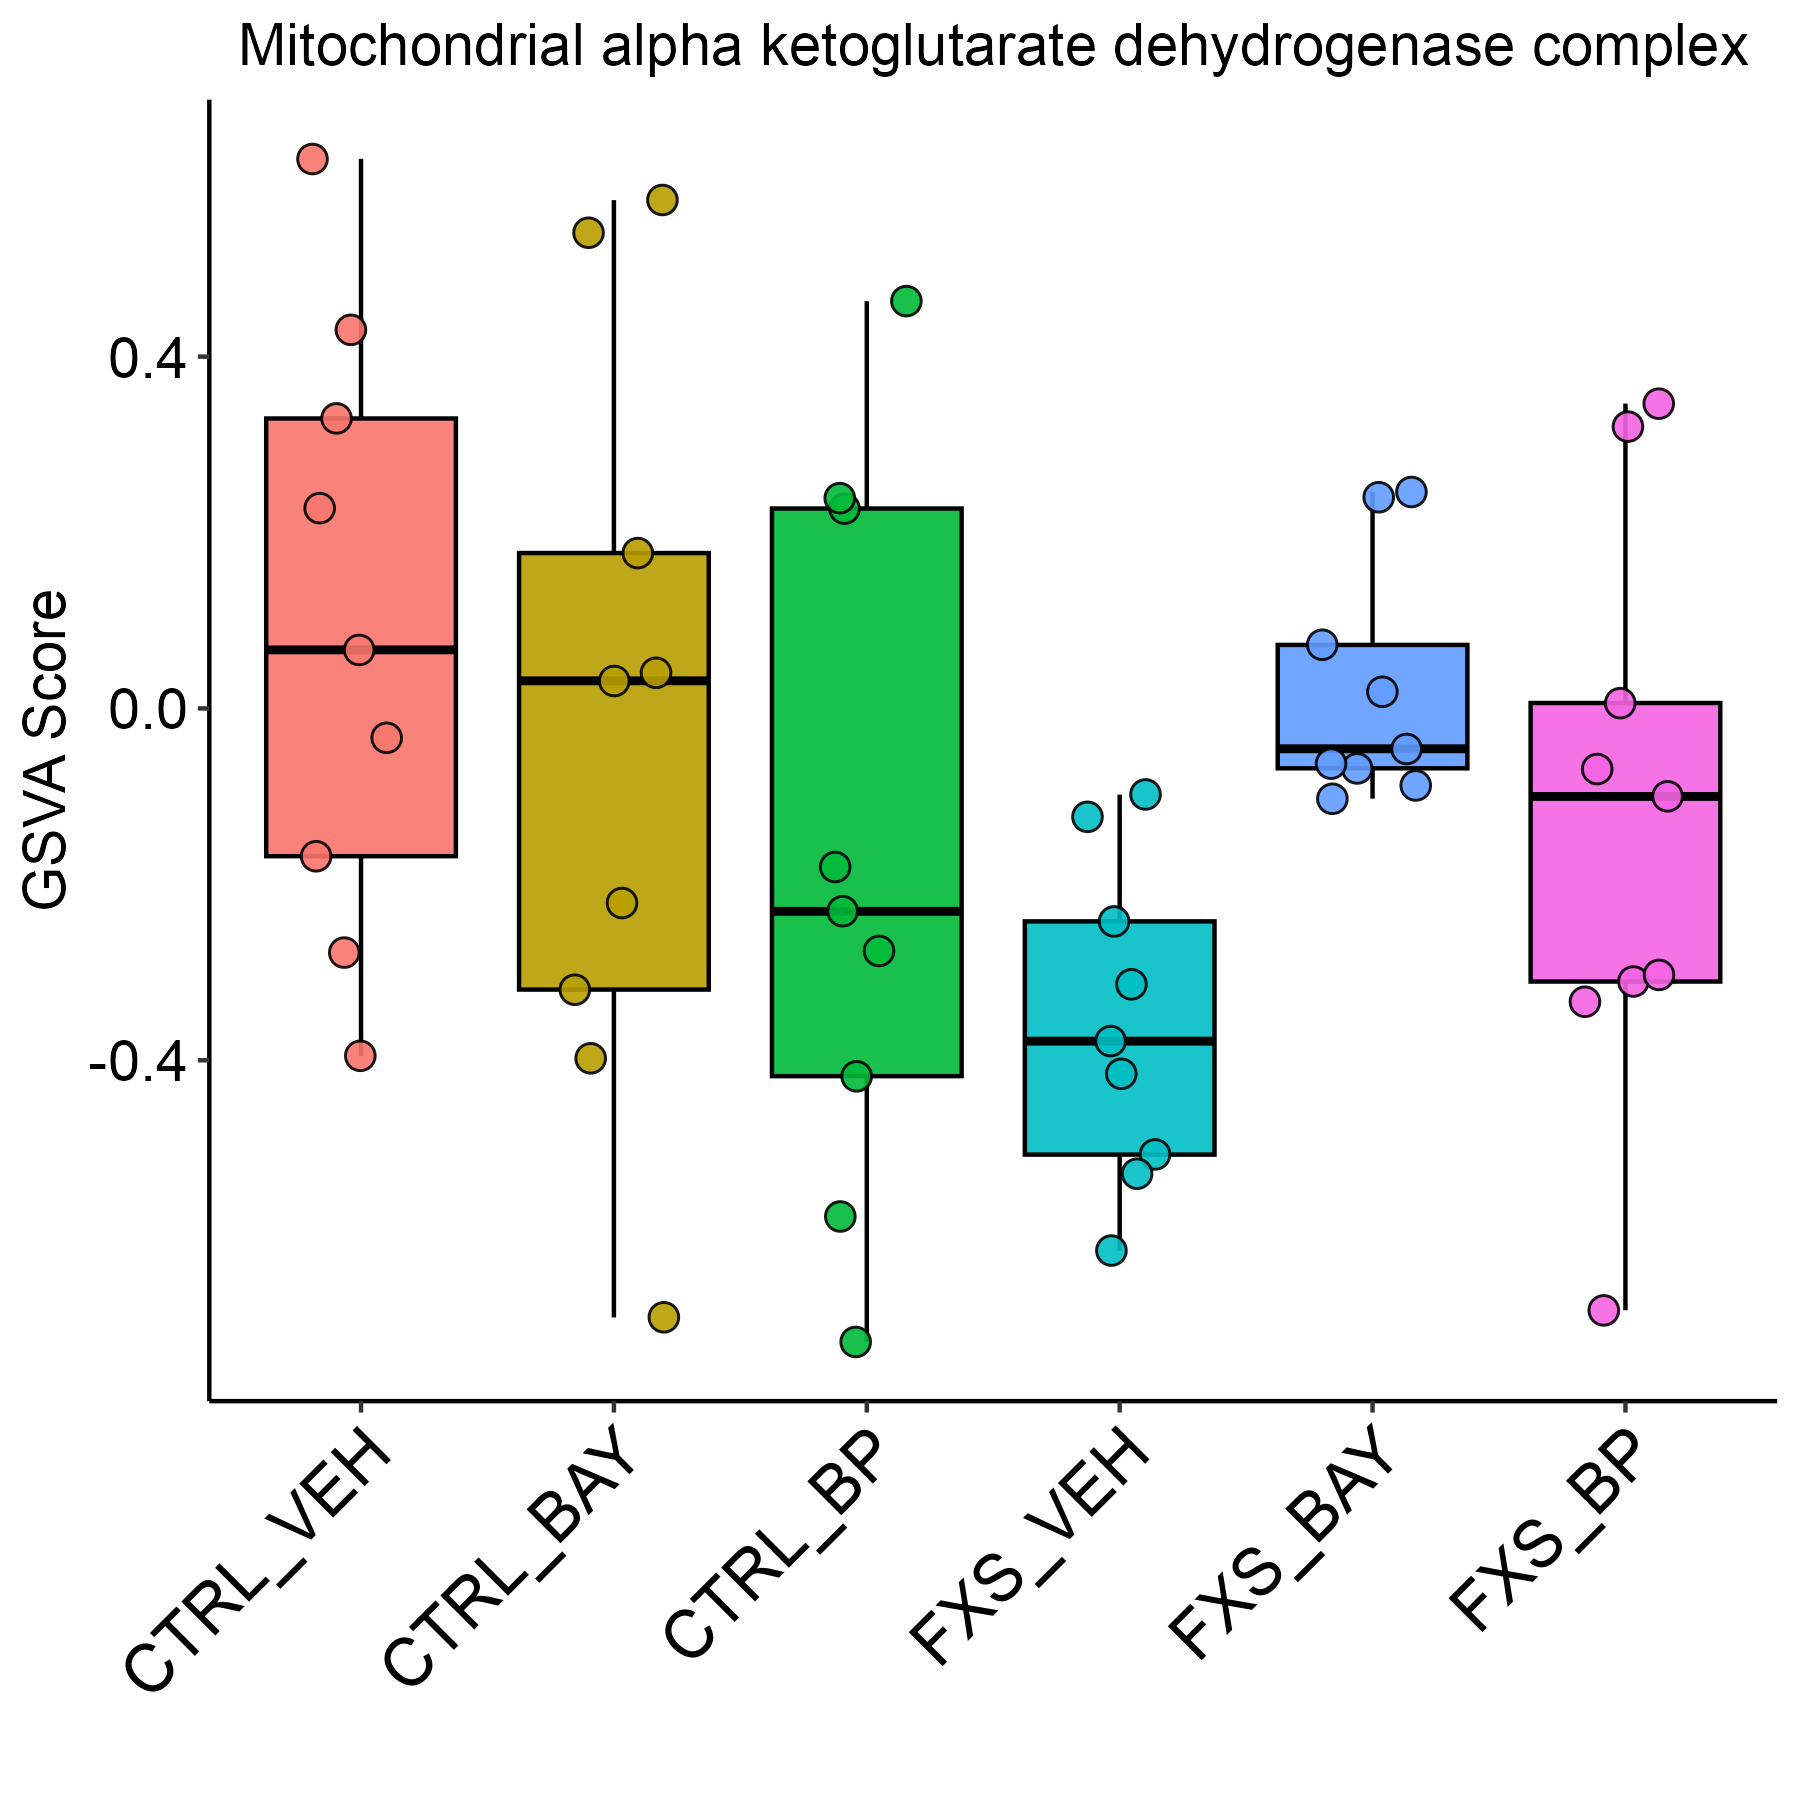 Mitochondrial alpha ketoglutarate dehydrogenase complex
GSVA Score
0.4
0.0
-0.4
CTRL_VEH
CTRL_BAY
CTRL_BP
FXS_VEH
FXS_BAY
FXS_BP